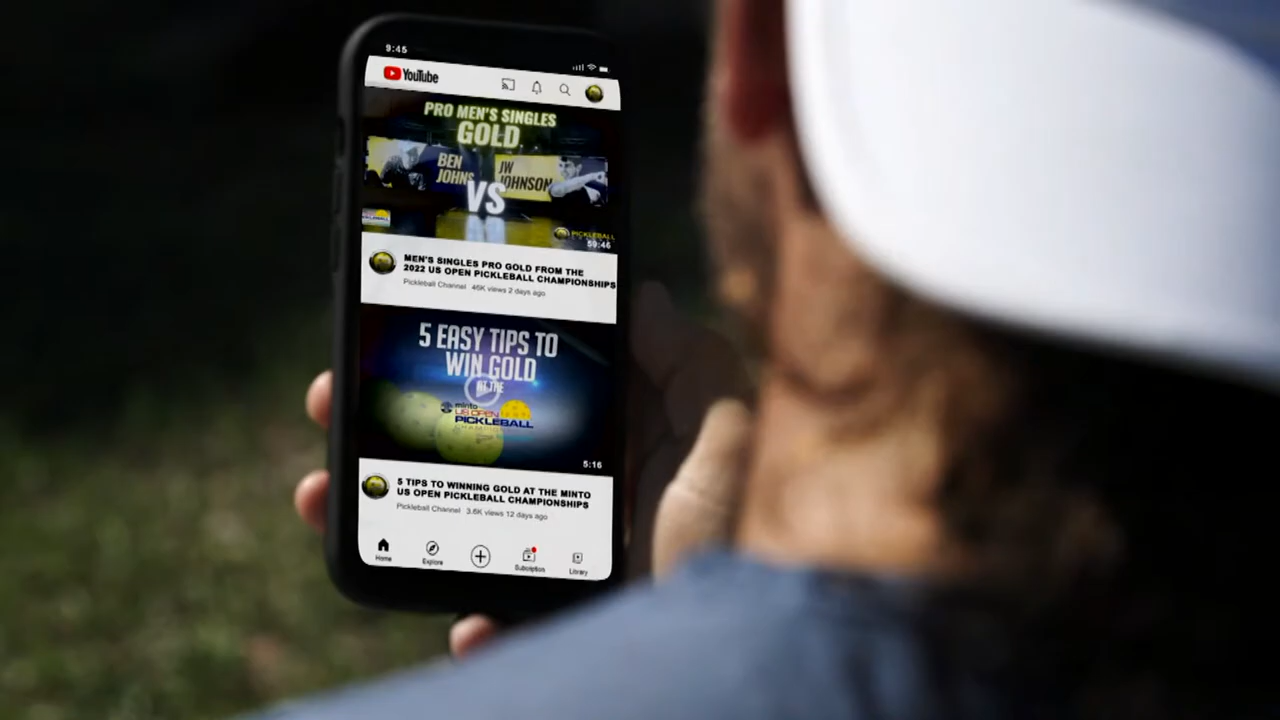 9:45
YouTube
PRO MEN'S SINGLES
GOLD
BEN
JOHNS
VS
JW
JOHNSON
PICKLEBALL
PICKLEBALL
59:46
MEN'S SINGLES PRO GOLD FROM THE
2022 US OPEN PICKLEBALL CHAMPIONSHIPS
Pickleball Channel 46K views 2 days ago
5 EASY TIPS TO
WIN GOLD
AT THE
minto
US OPEN
PICKLEBALL
CHAMPIONSHIPS
5:16
5 TIPS TO WINNING GOLD AT THE MINTO
US OPEN PICKLEBALL CHAMPIONSHIPS
Pickleball Channel 3.6K views 12 days ago
Home
Explore
Subcription
Library